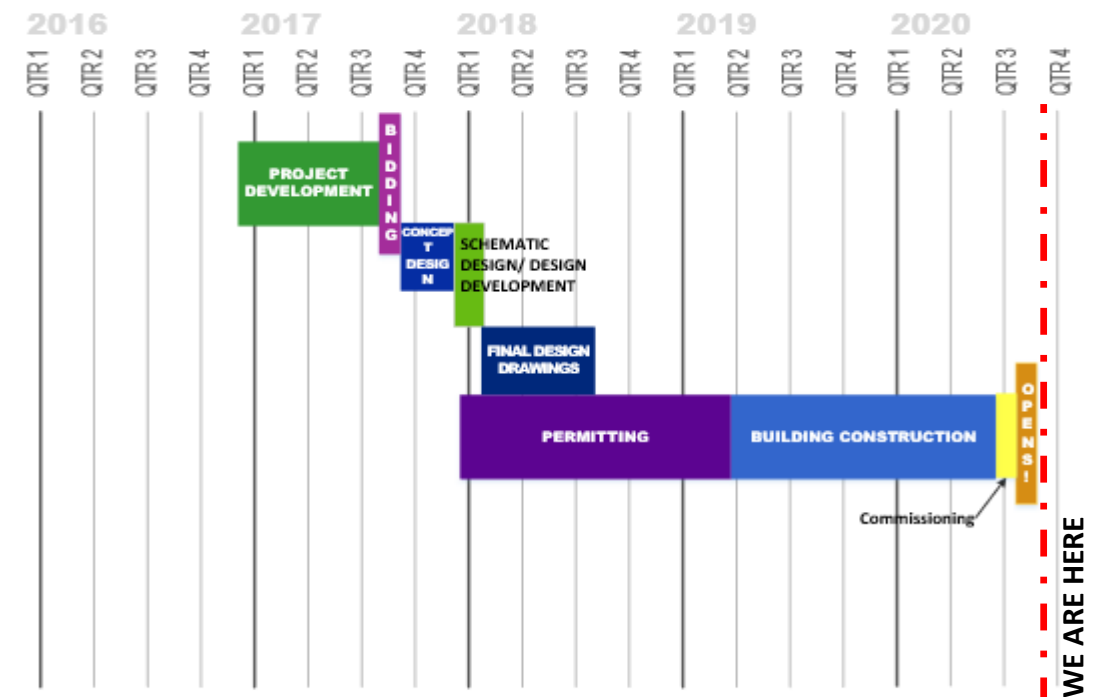 2016 2017 2018 2019 2020
QTR 1 QTR 2 QTR 3 QTR 4 QTR 1 QTR 2 QTR 3 QTR 4 QTR 1 QTR 2 QTR 3 QTR 4 QTR 1 QTR 2 QTR 3 QTR 4 QTR 1 QTR 2 QTR 3 QTR 4
BIDDING
PROJECT
DEVELOPMENT
CONCEP
T
DESIG
N
SCHEMATIC
DESIGN/ DESIGN
DEVELOPMENT
FINAL DESIGN
DRAWINGS
OPENS!
PERMITTING
BUILDING CONSTRUCTION
Commissioning
WE ARE HERE